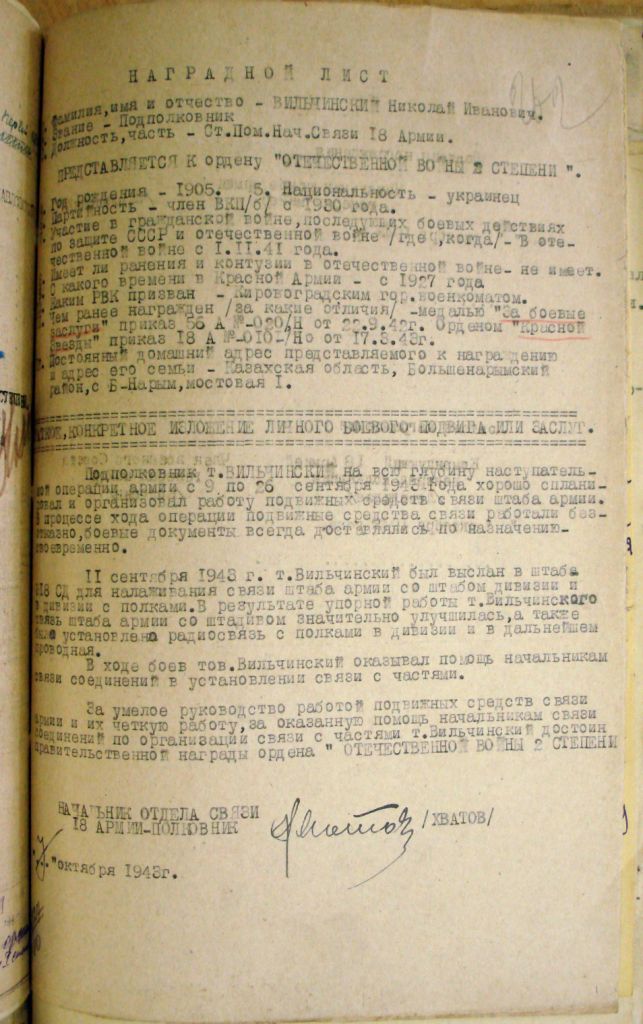 НАГРАДНОЙ ЛИСТ
Фамилия,имя и отчество - ВИЛЬЧИНСКИЙ Николай Иванович.
Звание - Подполковник
Должность,часть - Ст.Пом.Нач.Связи 18 Армии.
ПРЕДСТАВЛЯЕТСЯ К ордену "ОТЕЧЕСТВЕННОЙ ВОЙНЫ 2 СТЕПЕНИ ".
Год рождения - 1905. 5. Национальность - украинец
Партийность - член ВКП/б/ с 1930 года.
Участие в гражданской войне,последующих боевых действиях
по защите СССР и отечественной войне /где,когда/- В оте-
чественной войне с I.II.41 года.
Имеет ли ранения и контузии в отечественной войне- не имеет.
С какого времени в Красной Армии - с 1927 года
Каким РВК призван - Кировоградским гор.военкоматом.
Чем ранее награжден /за какие отличия/ -медалью "За боевые
заслуги" приказ 56 А №-020/Н от 22.9.42г. Орденом "Красной
Звезды" приказ 18 А №-010-/Но от 17.3.43г.
Постоянный домашний адрес представляемого к награждению
и адрес его семьи - Казахская область, Большенарымский
район,с Б-Нарым,мостовая I.
КОНКРЕТНОЕ ИЗЛОЖЕНИЕ ЛИЧНОГО БОЕВОГО ПОДВИГА ИЛИ ЗАСЛУГ.
Подполковник т.ВИЛЬЧИНСКИЙ на всю глубину наступатель-
ной операции армии с 9 по 26 сентября 1943 года хорошо сплани-
ровал и организовал работу подвижных средств связи штаба армии.
В процессе хода операции подвижные средства связи работали без-
отказно,боевые документы всегда доставлялись по назначению-
своевременно.
II сентября 1943 г. т.Вильчинский был выслан в штаба
318 СД для налаживания связи штаба армии со штабом дивизии и
в дивизии с полками.В результате упорной работы т.Вильчинского
связь штаба армии со штадивом значительно улучшилась,а также
была установлена радиосвязь с полками в дивизии и в дальнейшем
проводная.
В ходе боев тов.Вильчинский оказывал помощь начальникам
связи соединений в установлении связи с частями.
За умелое руководство работой подвижных средств связи
армии и их четкую работу,за оказанную помощь начальникам связи
соединений по организации связи с частями т.Вильчинский достоин
правительственной награды ордена " ОТЕЧЕСТВЕННОЙ ВОЙНЫ 2 СТЕПЕНИ
НАЧАЛЬНИК ОТДЕЛА СВЯЗИ
18 АРМИИ-ПОЛКОВНИК /ХВАТОВ/
октября 1943г.